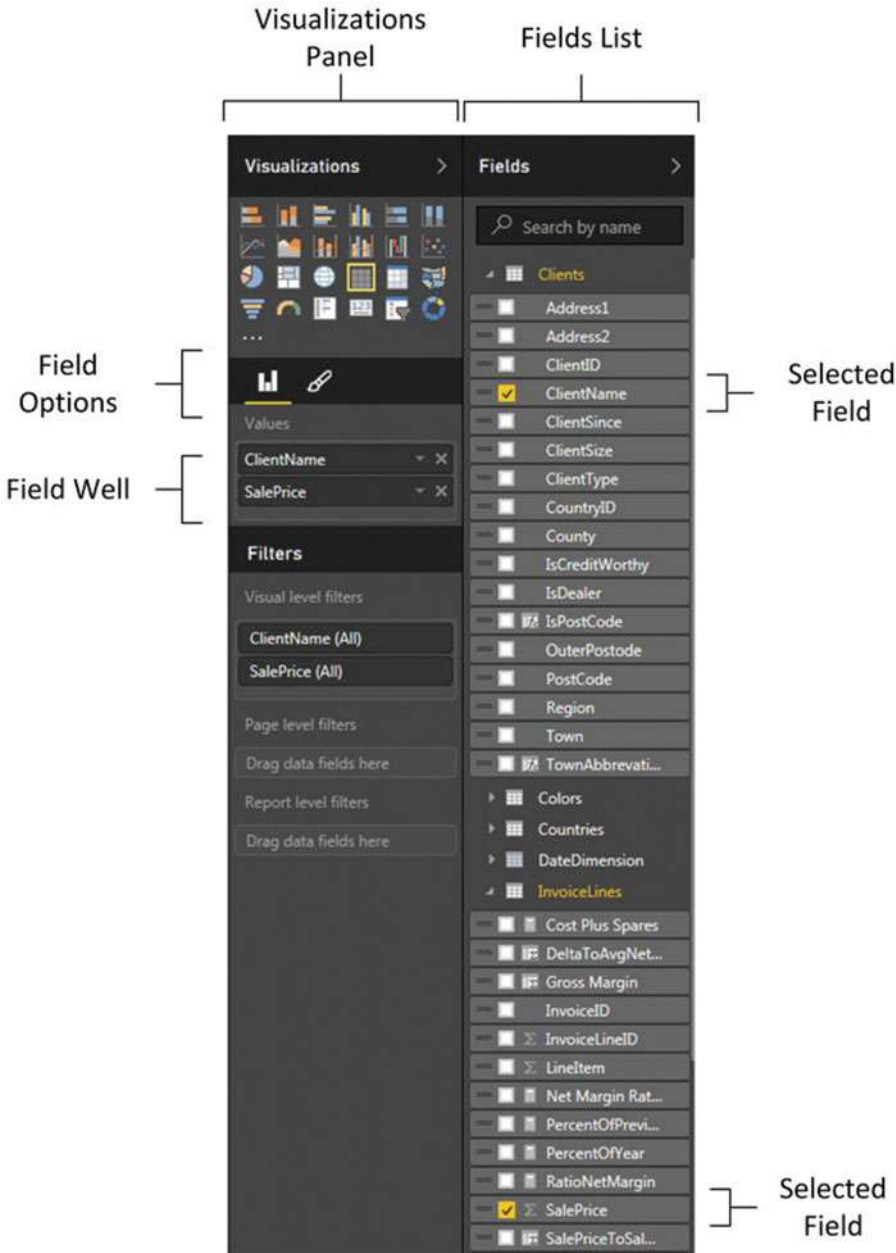 Visualizations
Panel
Fields List
Visualizations
Fields
Search by name
Clients
Address1
Address2
ClientID
ClientName
ClientSince
ClientSize
ClientType
CountryID
County
IsCreditWorthy
IsDealer
IsPostCode
OuterPostode
PostCode
Region
Town
TownAbbrevati...
Colors
Countries
DateDimension
InvoiceLines
Cost Plus Spares
DeltaToAvgNet...
Gross Margin
InvoiceID
InvoiceLineID
LineItem
Net Margin Rat...
PercentOfPrevi...
PercentOfYear
RatioNetMargin
SalePrice
SalePriceToSal...
123
...
Field
Options
Values
Field Well
ClientName
SalePrice
Filters
Visual level filters
ClientName (All)
SalePrice (All)
Page level filters
Drag data fields here
Report level filters
Drag data fields here
Selected
Field
Selected
Field